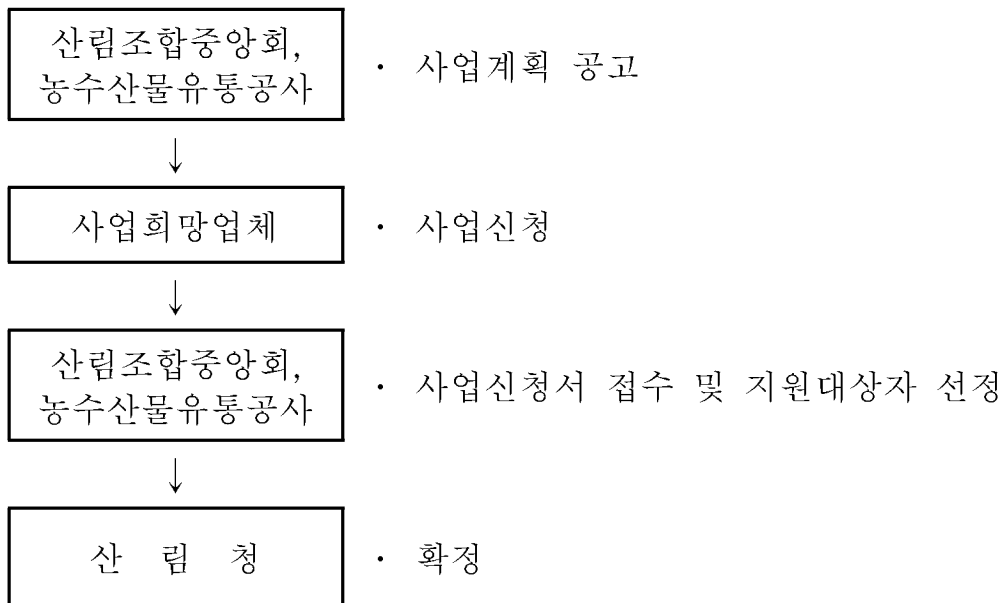 산림조합중앙회,
농수산물유통공사
· 사업계획 공고
↓
사업희망업체
· 사업신청
↓
산림조합중앙회,
농수산물유통공사
· 사업신청서 접수 및 지원대상자 선정
↓
산 림 청
· 확정